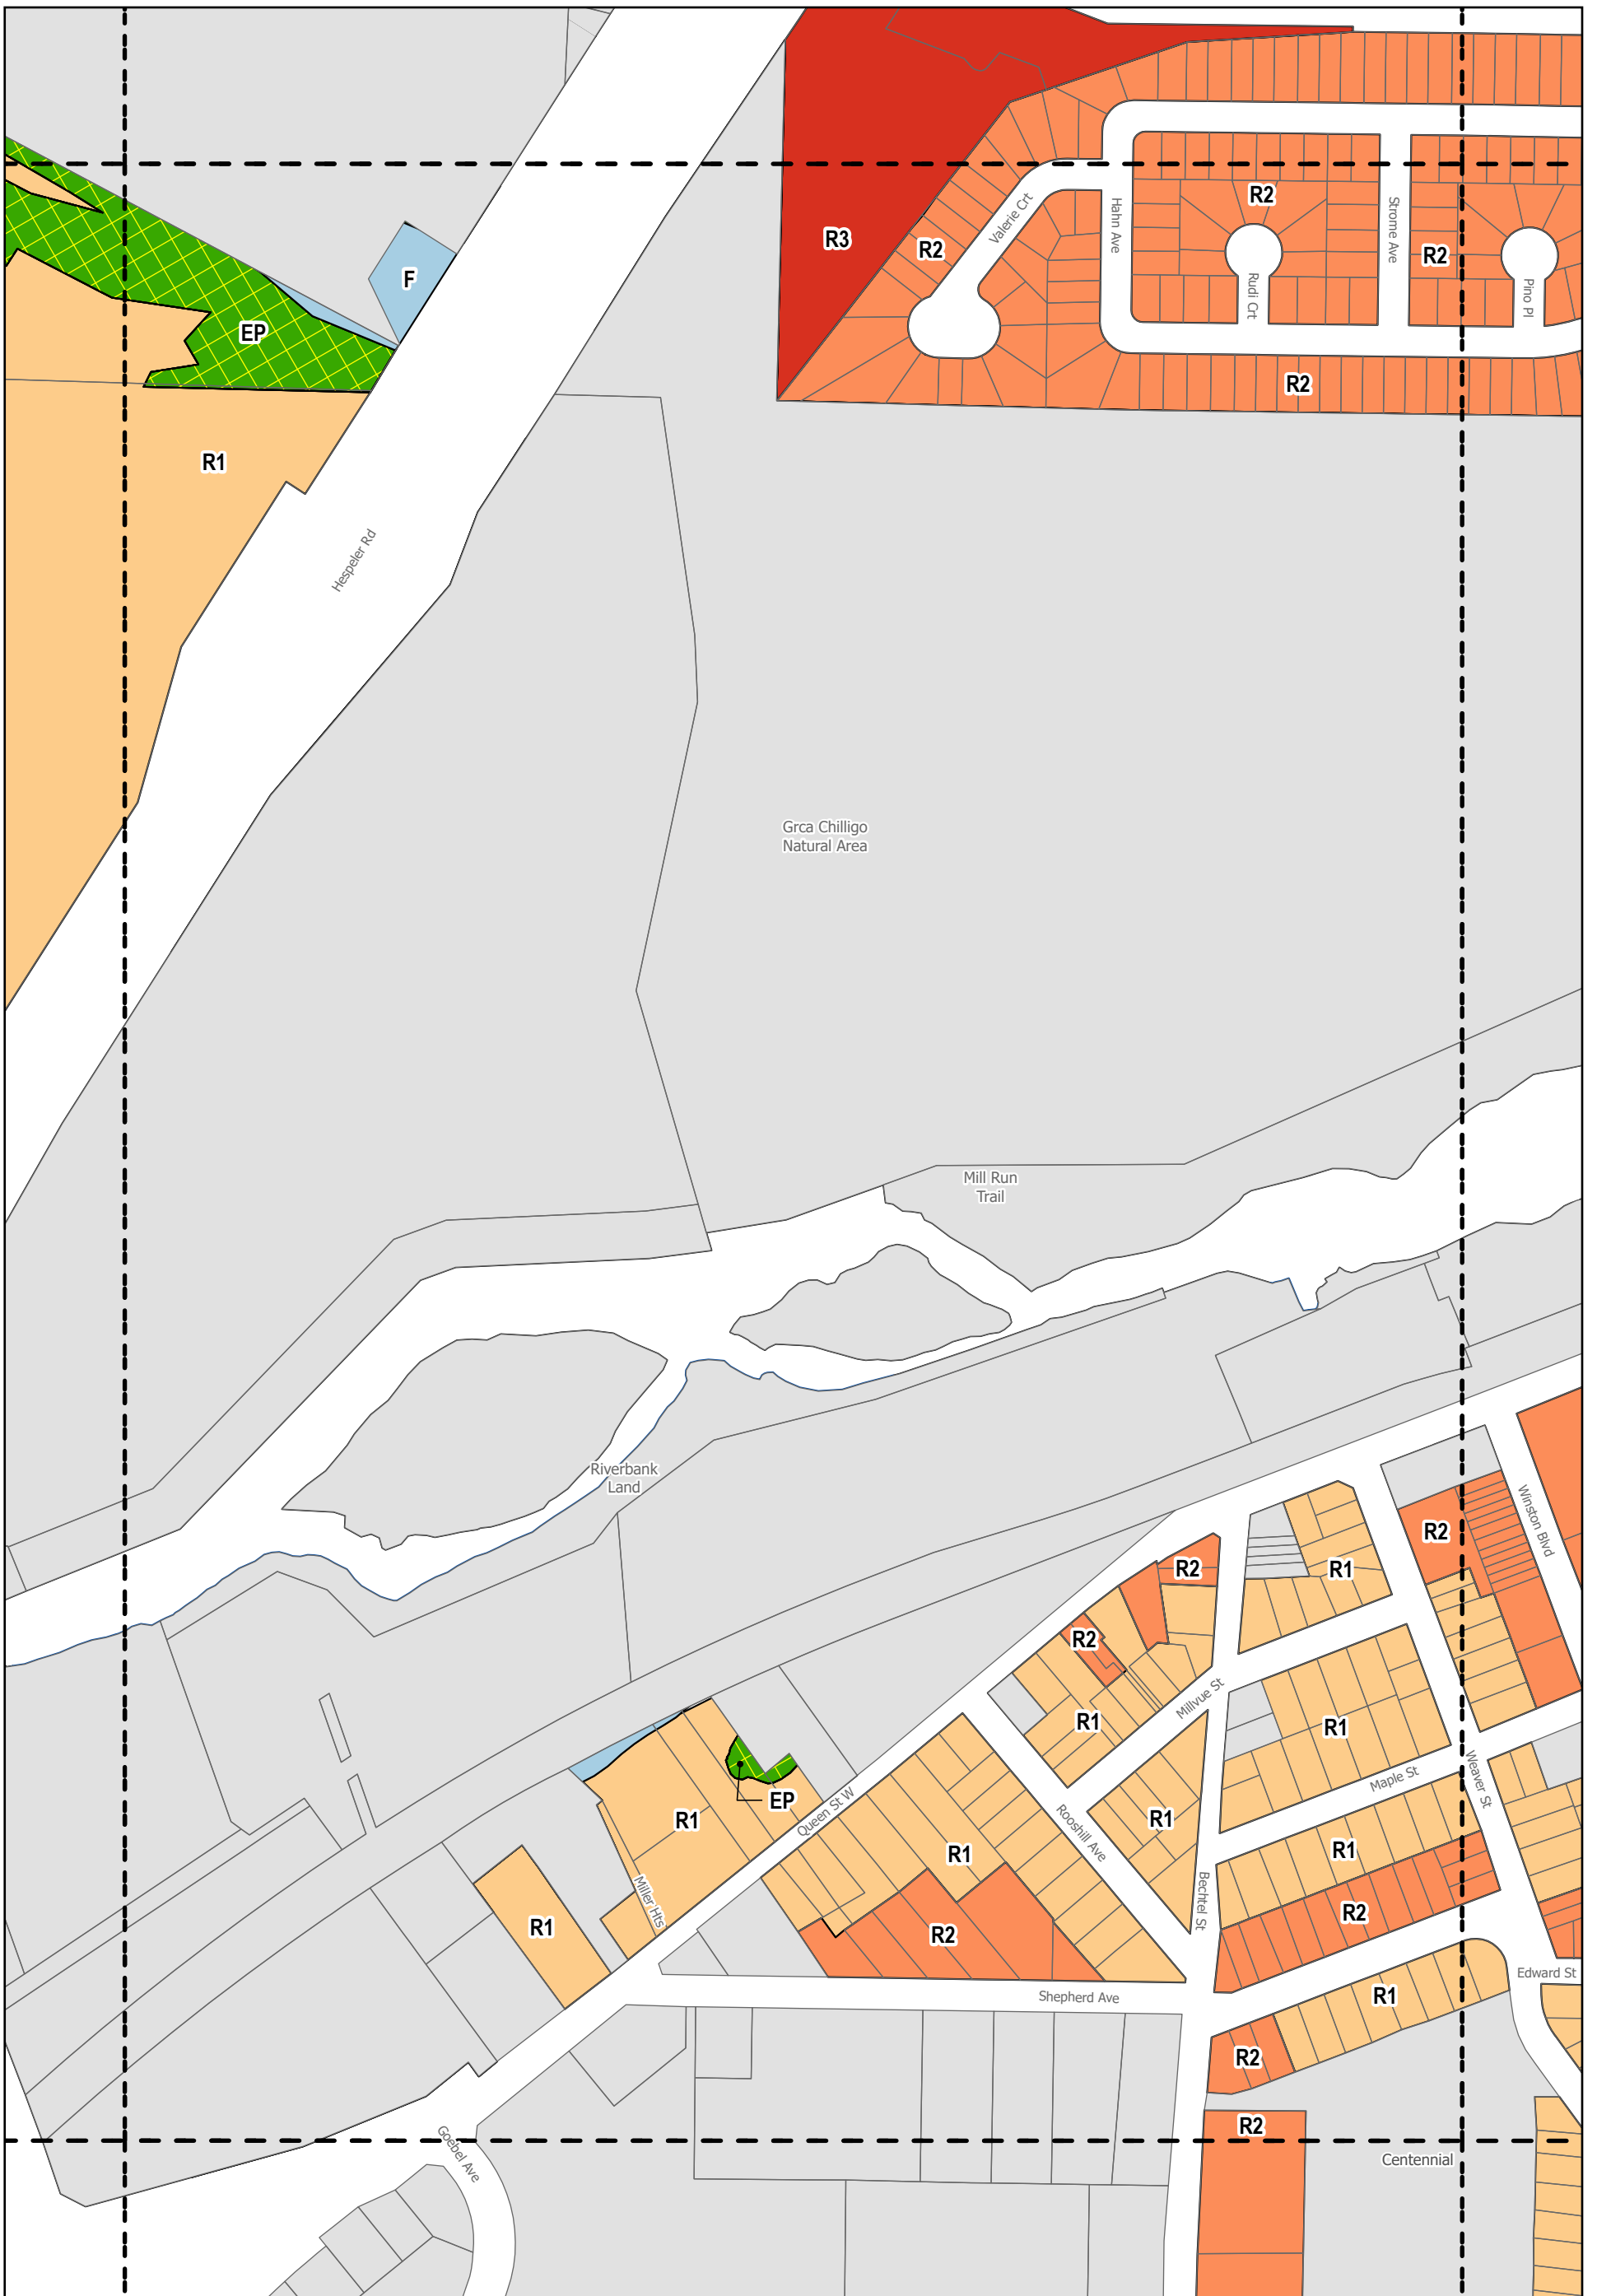 R2
Valerie Crt
Hahn Ave
Strome Ave
R3
R2
R2
F
Rudi Crt
Pino Pl
EP
R2
R1
Hespeler Rd
Grca Chilligo
Natural Area
Mill Run
Trail
Riverbank
Land
Winston Blvd
R2
R2
R1
R2
Millvue St
R1
R1
Maple St
Weaver St
EP
Queen St W
R1
R1
Rooshill Ave
R1
R1
Miller Hts
Bechtel St
R2
R1
R2
Edward St
Shepherd Ave
R1
R2
R2
Goebel Ave
Centennial